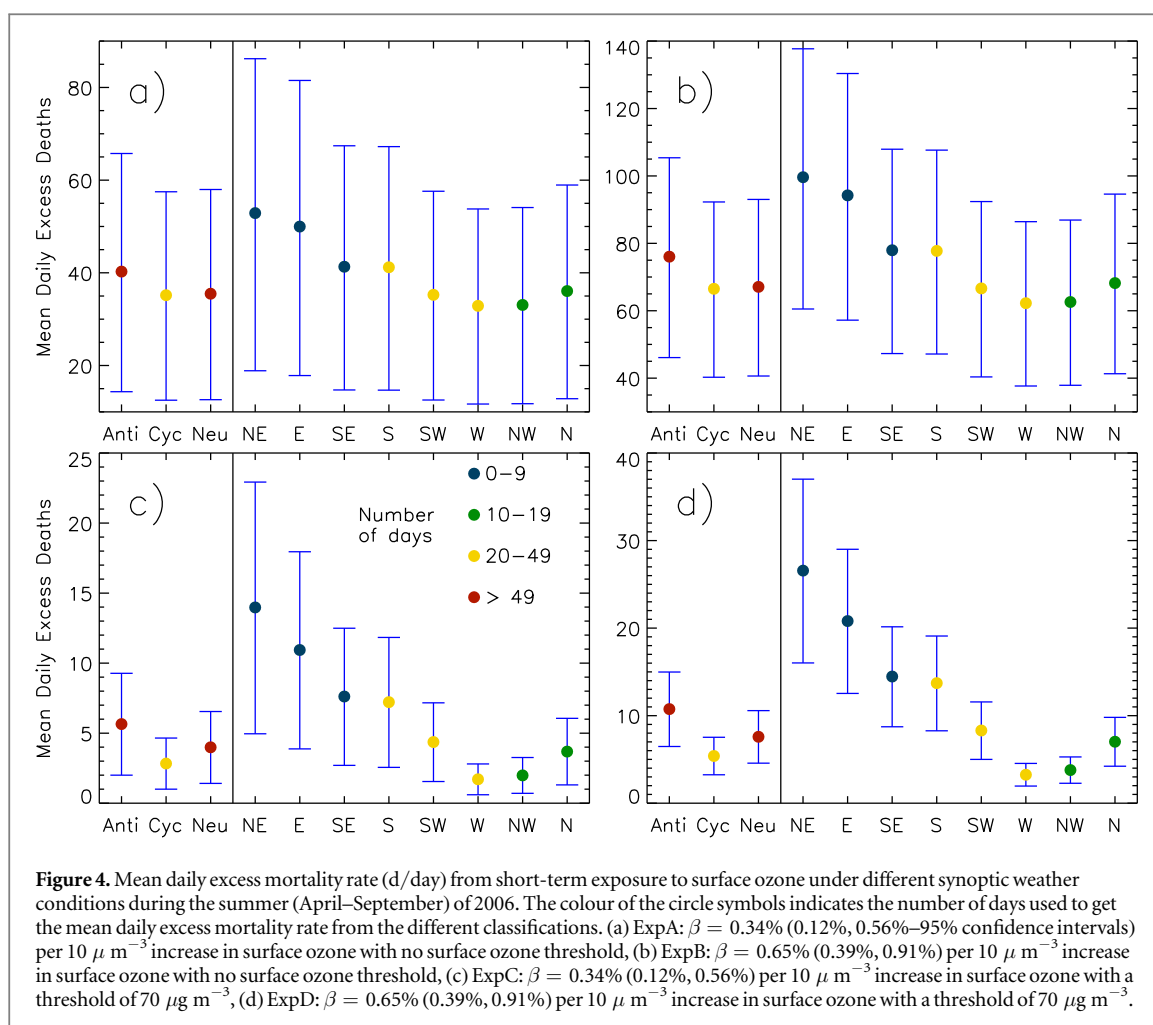 a)
b)
Mean Daily Excess Deaths
80
60
40
20
140
120
100
80
60
40
Anti Cyc Neu NE E SE S SW W NW N
Anti Cyc Neu NE E SE S SW W NW N
c)
d)
Mean Daily Excess Deaths
25
20
15
10
5
0
Number
of days
0–9
10–19
20–49
> 49
40
30
20
10
0
Anti Cyc Neu NE E SE S SW W NW N
Anti Cyc Neu NE E SE S SW W NW N
Figure 4. Mean daily excess mortality rate (d/day) from short-term exposure to surface ozone under different synoptic weather
conditions during the summer (April–September) of 2006. The colour of the circle symbols indicates the number of days used to get
the mean daily excess mortality rate from the different classifications. (a) ExpA: β = 0.34% (0.12%, 0.56%–95% confidence intervals)
per 10 μ m⁻³ increase in surface ozone with no surface ozone threshold, (b) ExpB: β = 0.65% (0.39%, 0.91%) per 10 μ m⁻³ increase
in surface ozone with no surface ozone threshold, (c) ExpC: β = 0.34% (0.12%, 0.56%) per 10 μ m⁻³ increase in surface ozone with a
threshold of 70 μg m⁻³, (d) ExpD: β = 0.65% (0.39%, 0.91%) per 10 μ m⁻³ increase in surface ozone with a threshold of 70 μg m⁻³.